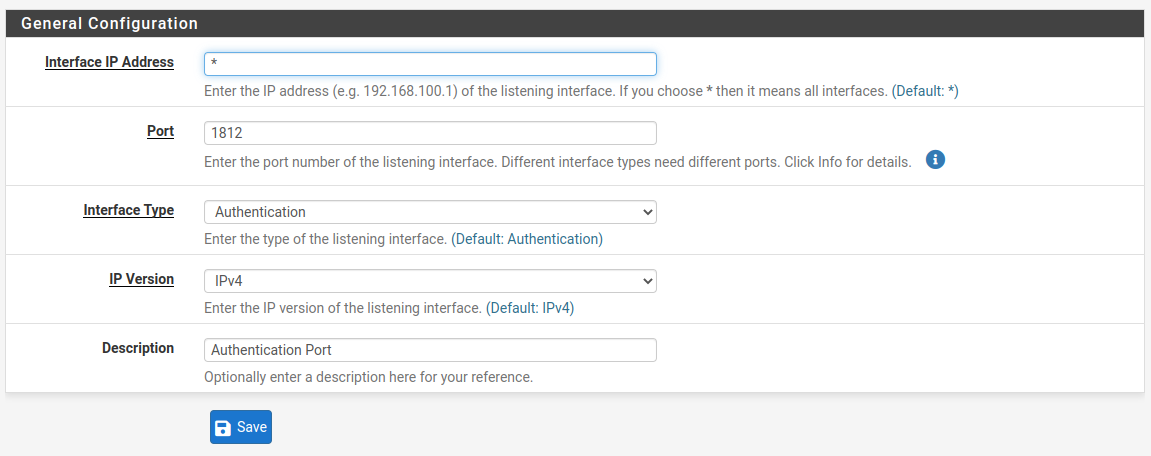 General Configuration
Interface IP Address
*
Enter the IP address (e.g. 192.168.100.1) of the listening interface. If you choose * then it means all interfaces. (Default: *)
Port
1812
Enter the port number of the listening interface. Different interface types need different ports. Click Info for details.
Interface Type
Authentication
Enter the type of the listening interface. (Default: Authentication)
IP Version
IPv4
Enter the IP version of the listening interface. (Default: IPv4)
Description
Authentication Port
Optionally enter a description here for your reference.
Save